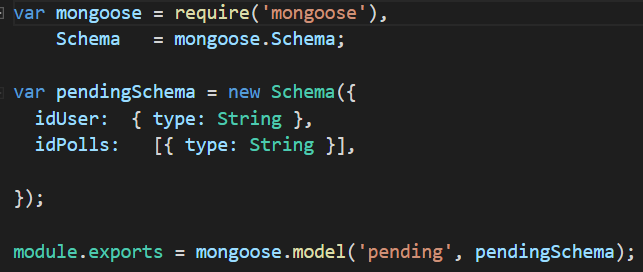 var mongoose = require('mongoose'),
    Schema   = mongoose.Schema;

var pendingSchema = new Schema({
  idUser:  { type: String },
  idPolls:   [{ type: String }],

});

module.exports = mongoose.model('pending', pendingSchema);